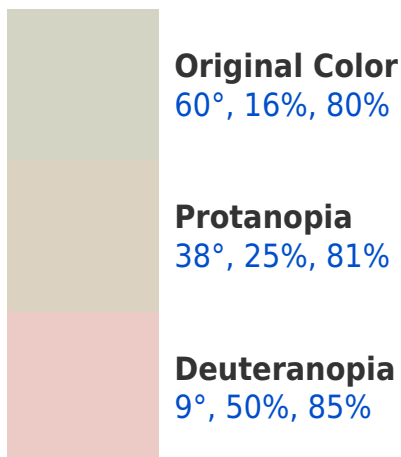 Original Color
60°, 16%, 80%
Protanopia
38°, 25%, 81%
Deuteranopia
9°, 50%, 85%